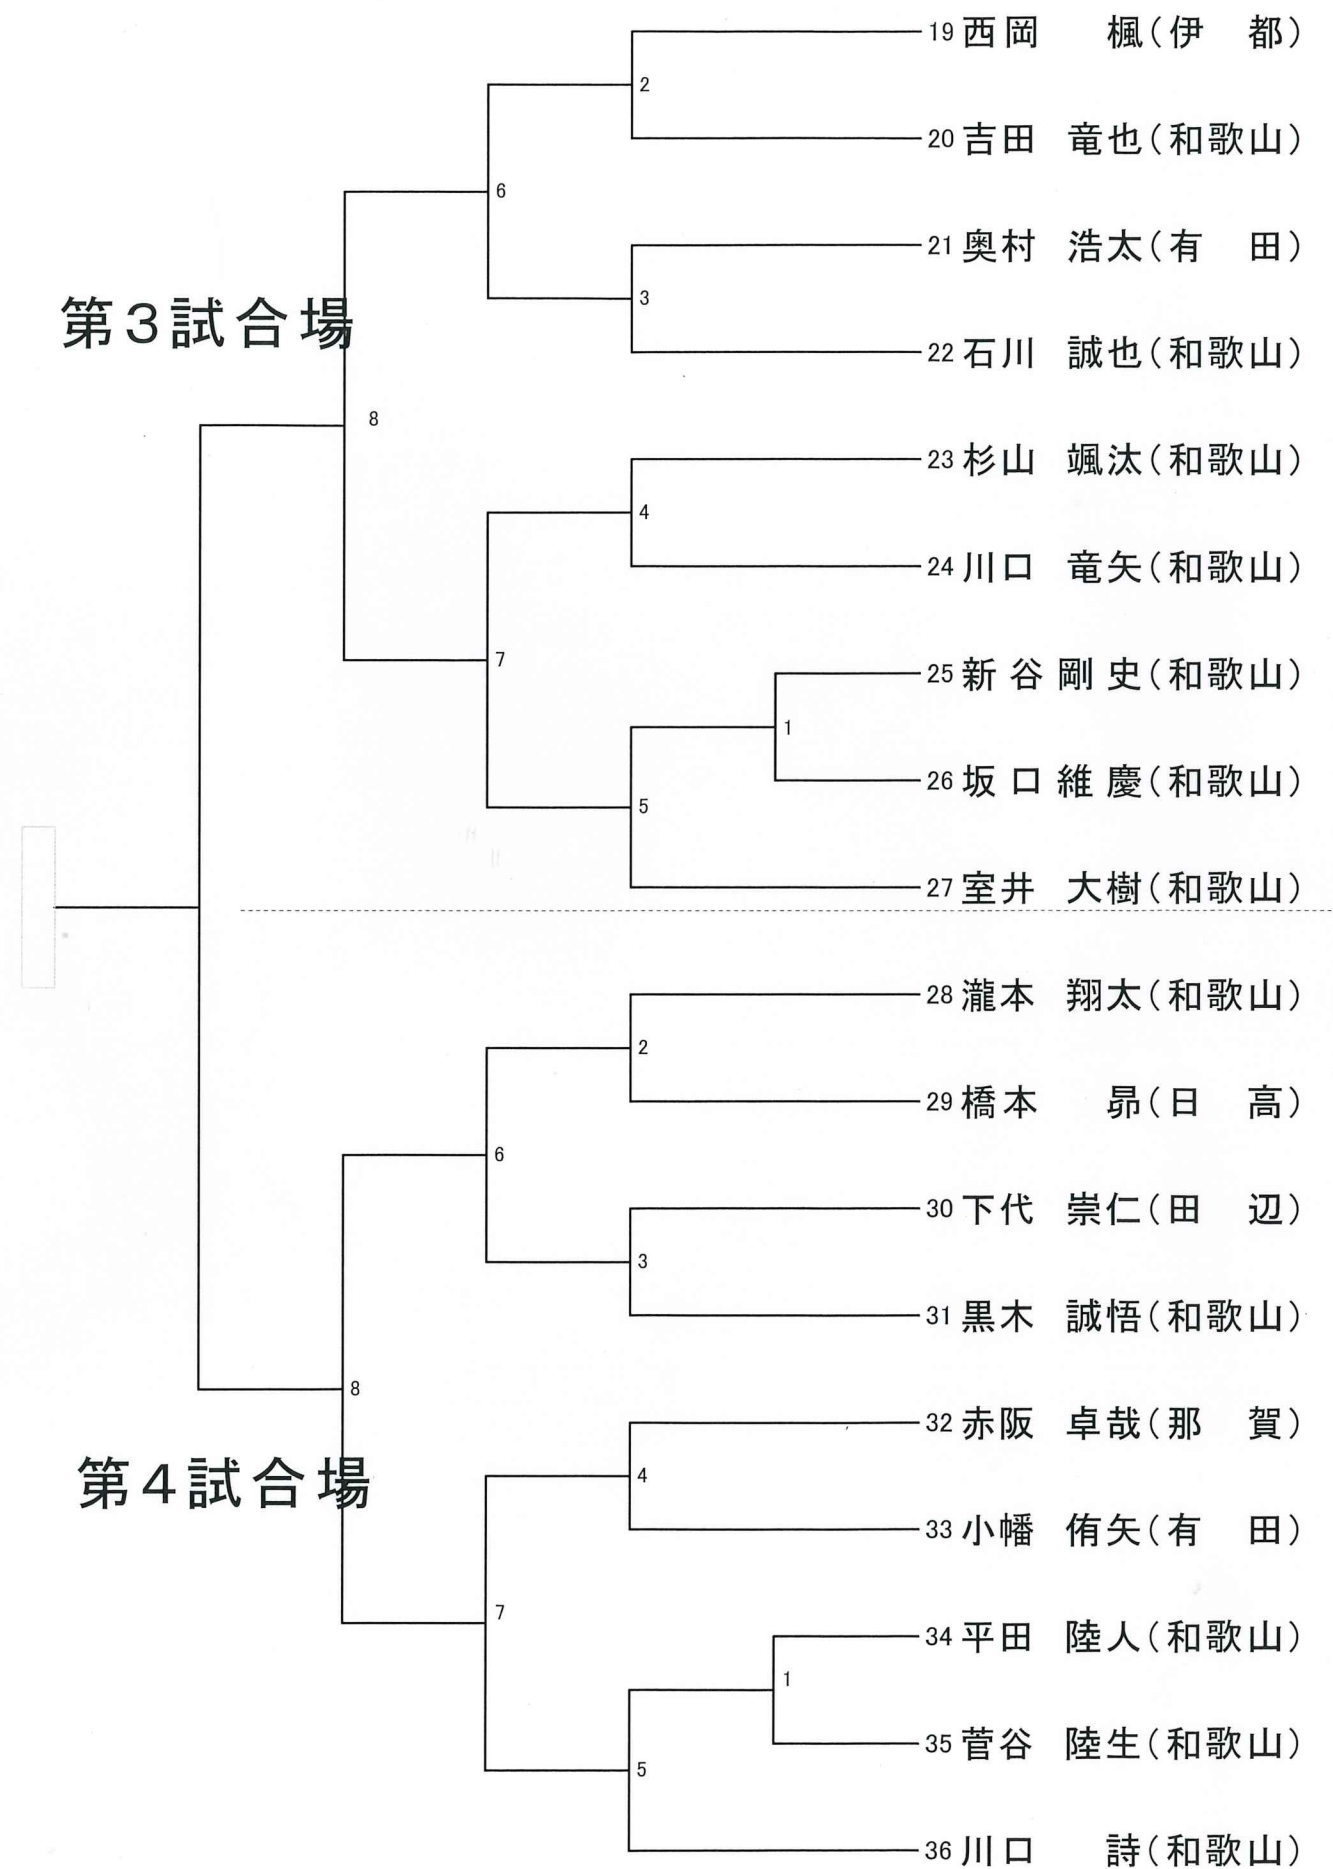 19 西岡 楓(伊 都)
2
20 吉田 竜也(和歌山)
6
21 奥村 浩太(有 田)
3
22 石川 誠也(和歌山)
第3試合場
8
23 杉山 颯汰(和歌山)
4
24 川口 竜矢(和歌山)
7
25 新谷剛史(和歌山)
1
26 坂口維慶(和歌山)
5
27 室井 大樹(和歌山)
28 瀧本 翔太(和歌山)
2
29 橋本 昴(日 高)
6
30 下代 崇仁(田 辺)
3
31 黒木 誠悟(和歌山)
8
32 赤阪 卓哉(那 賀)
第4試合場
4
33 小幡 侑矢(有 田)
7
34 平田 陸人(和歌山)
1
35 菅谷 陸生(和歌山)
5
36 川口 詩(和歌山)